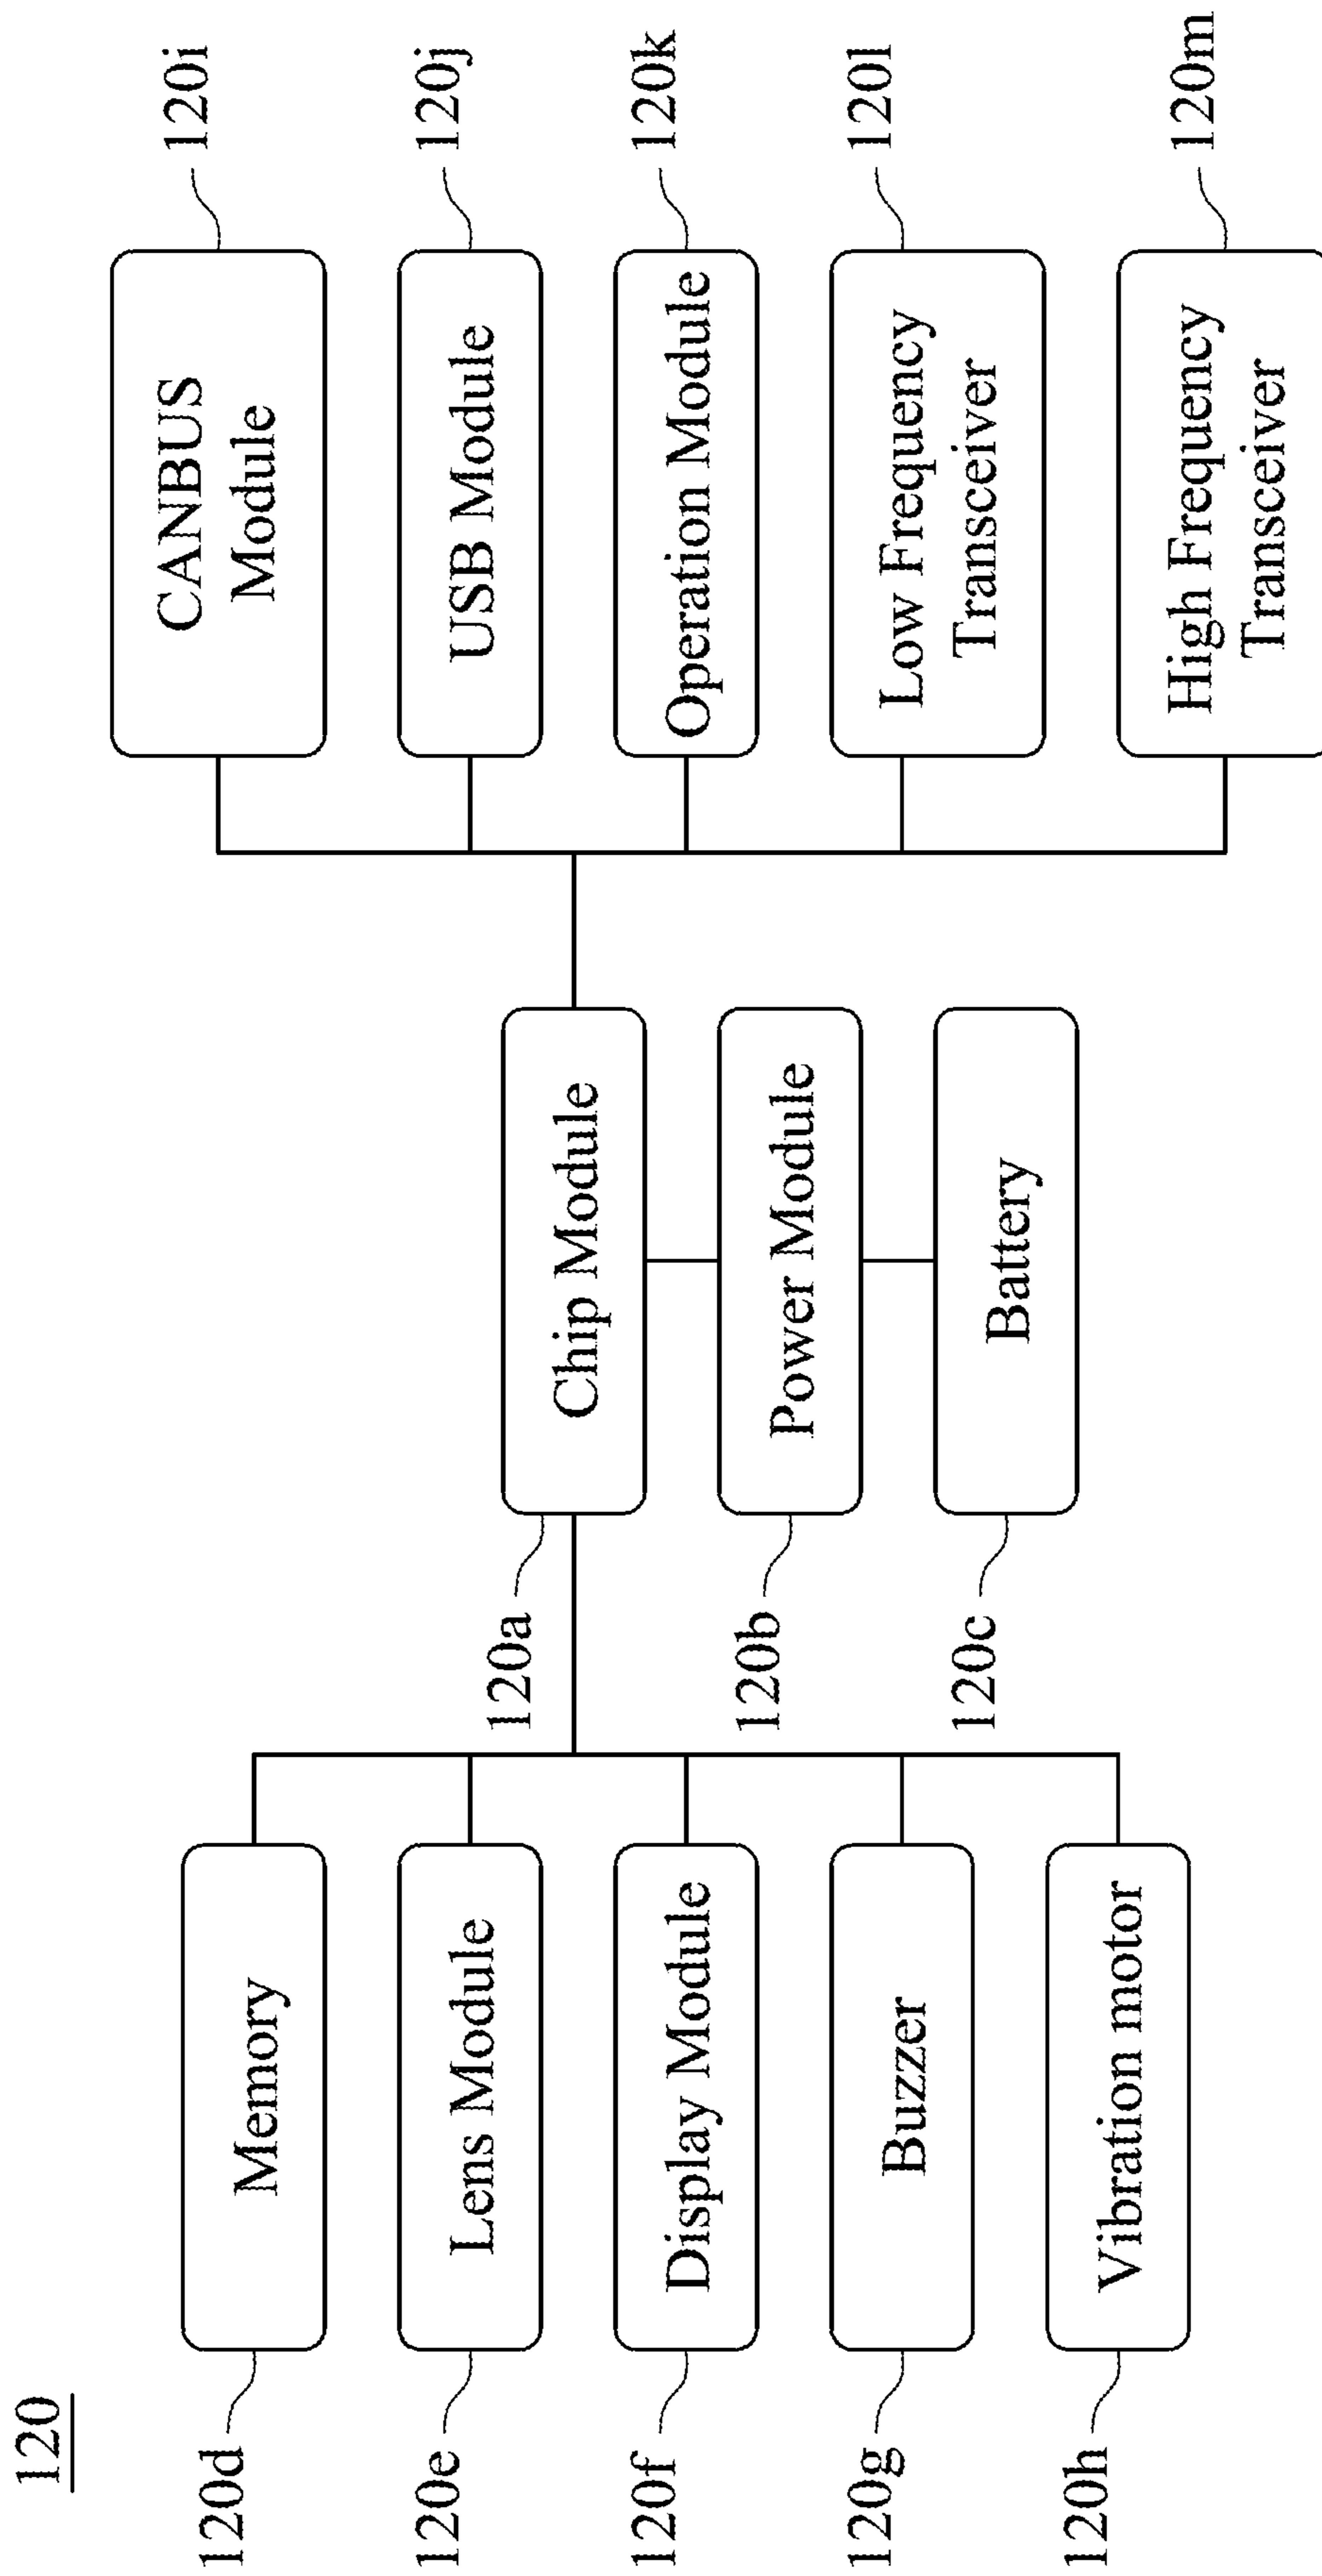 120
120d
Memory
120e
Lens Module
120f
Display Module
120g
Buzzer
120h
Vibration motor
120a
Chip Module
120b
Power Module
120c
Battery
CANBUS
Module
120i
USB Module
120j
Operation Module
120k
Low Frequency
Transceiver
120l
High Frequency
Transceiver
120m